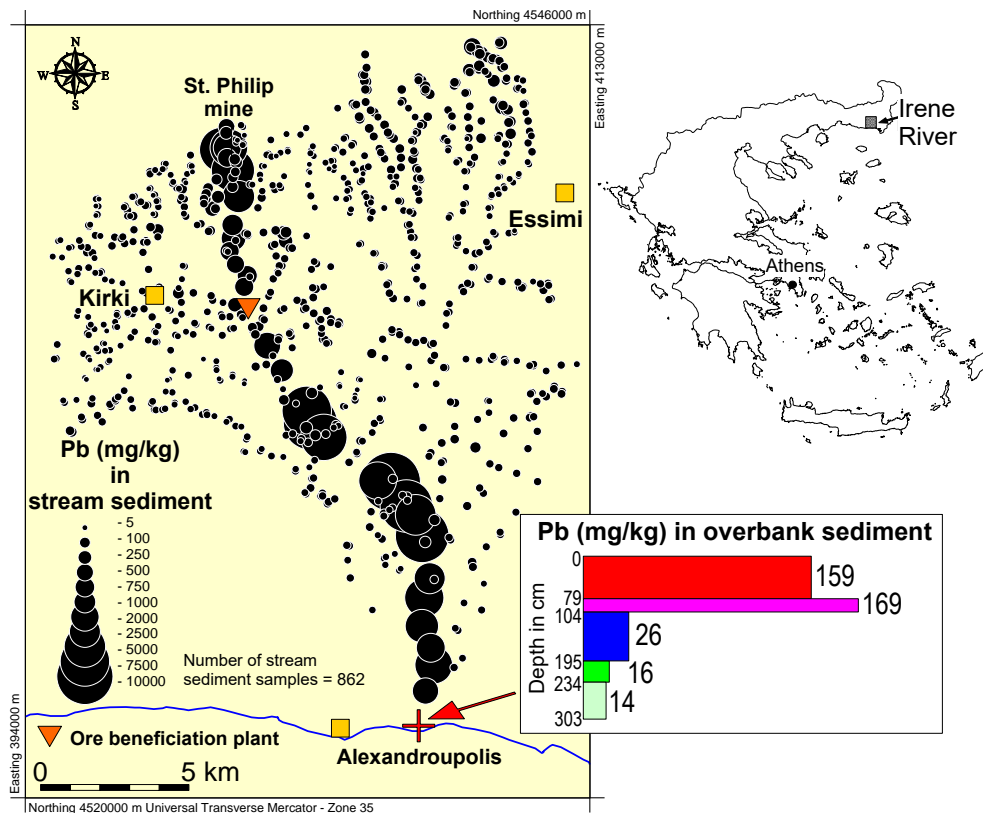 Northing 4546000 m
Easting 413000 m
N
W
E
S
St. Philip
mine
Essimi
Kirki
Irene
River
Athens
Pb (mg/kg)
in
stream sediment
- 5
- 100
- 250
- 500
- 750
- 1000
- 2000
- 2500
- 5000
- 7500
- 10000
Number of stream
sediment samples = 862
Pb (mg/kg) in overbank sediment
Depth in cm
0
79
104
195
234
303
159
169
26
16
14
Easting 394000 m
Ore beneficiation plant
Alexandroupolis
0
5 km
Northing 4520000 m Universal Transverse Mercator - Zone 35